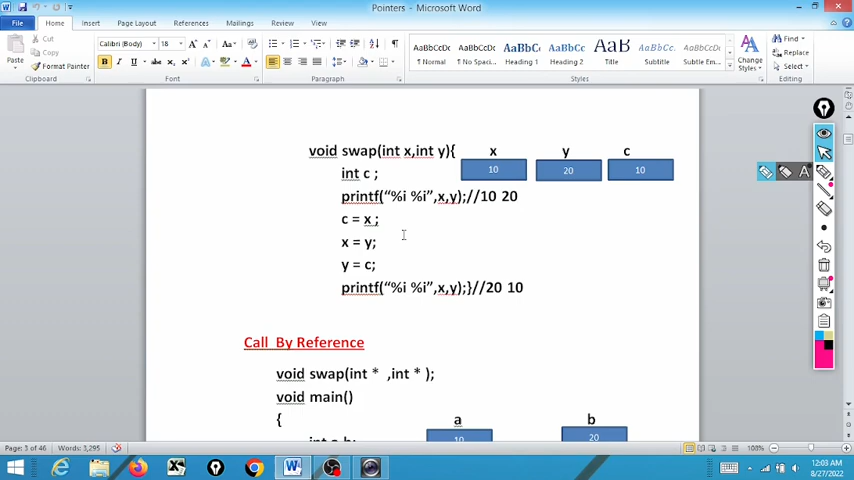 Pointers - Microsoft Word
File Home Insert Page Layout References Mailings Review View
Cut
Copy
Format Painter
Paste
Clipboard
Calibri (Body) 18
Font
Paragraph
AaBbCcDc AaBbCcDc AaBbCc AaBbCc AaB AaBbCc. AaBbCcDc
¶ Normal ¶ No Spaci... Heading 1 Heading 2 Title Subtitle Subtle Em...
Styles
Change Styles
Find
Replace
Select
Editing
void swap(int x,int y){ x y c
10 20 10
int c ;
printf(“%i %i”,x,y);//10 20
c = x ;
x = y;
y = c;
printf(“%i %i”,x,y);}//20 10
Call By Reference
void swap(int * ,int * );
void main()
{ a b
10 20
Page: 3 of 46 Words: 3,295 108%
12:03 AM
8/27/2022